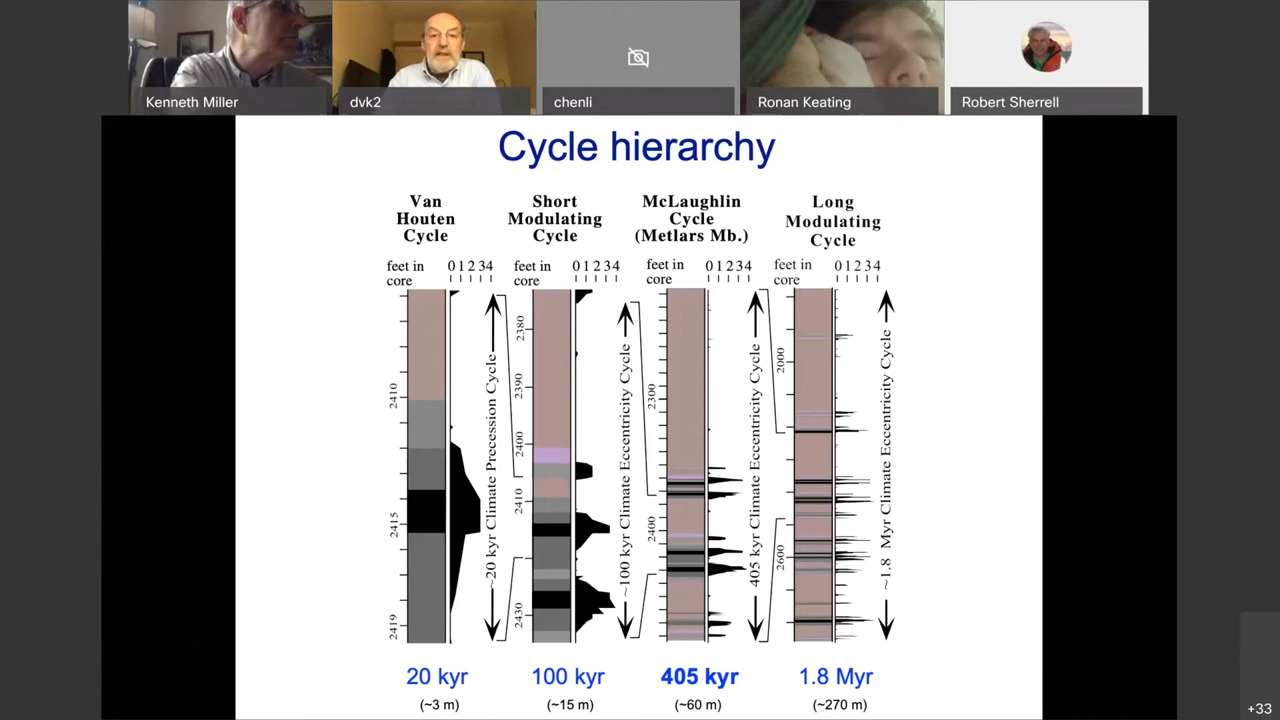 Kenneth Miller
dvk2
chenli
Ronan Keating
Robert Sherrell
Cycle hierarchy
Van
Houten
Cycle
Short
Modulating
Cycle
McLaughlin
Cycle
(Metlars Mb.)
Long
Modulating
Cycle
feet in
core
0 1 2 3 4
feet in
core
0 1 2 3 4
feet in
core
0 1 2 3 4
feet in
core
0 1 2 3 4
2410
2415
2419
~20 kyr Climate Precession Cycle
2380
2390
2400
2410
2430
~100 kyr Climate Eccentricity Cycle
2300
2400
405 kyr Climate Eccentricity Cycle
2000
2600
~1.8 Myr Climate Eccentricity Cycle
20 kyr
100 kyr
405 kyr
1.8 Myr
(~3 m)
(~15 m)
(~60 m)
(~270 m)
+33